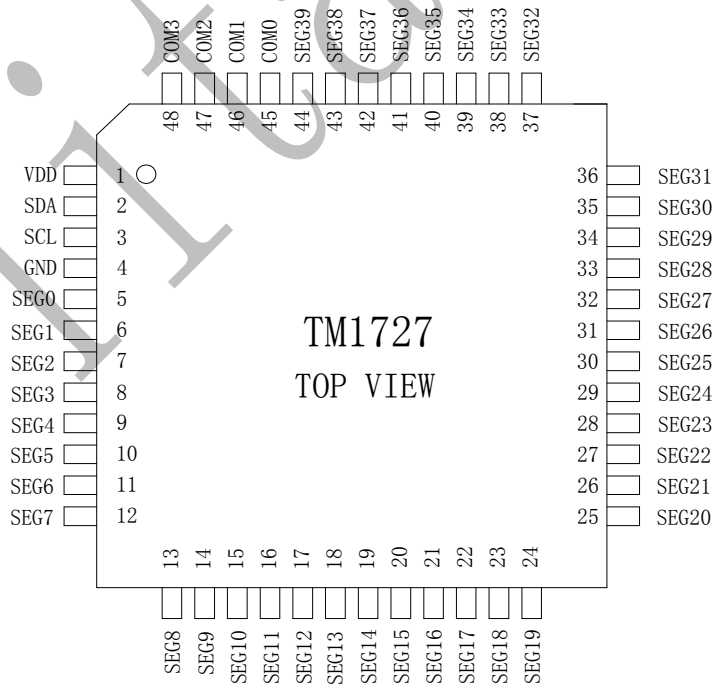 COM3 COM2 COM1 COM0 SEG39 SEG38 SEG37 SEG36 SEG35 SEG34 SEG33 SEG32
48 47 46 45 44 43 42 41 40 39 38 37
VDD 1 36 SEG31
SDA 2 35 SEG30
SCL 3 34 SEG29
GND 4 33 SEG28
SEG0 5 32 SEG27
SEG1 6 31 SEG26
SEG2 7 30 SEG25
SEG3 8 29 SEG24
SEG4 9 28 SEG23
SEG5 10 27 SEG22
SEG6 11 26 SEG21
SEG7 12 25 SEG20
TM1727
TOP VIEW
13 14 15 16 17 18 19 20 21 22 23 24
SEG8 SEG9 SEG10 SEG11 SEG12 SEG13 SEG14 SEG15 SEG16 SEG17 SEG18 SEG19